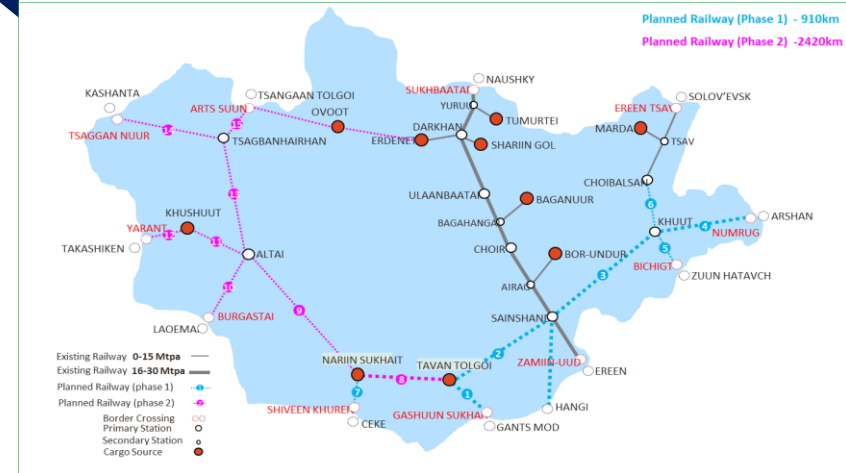 Planned Railway (Phase 1) - 910km
Planned Railway (Phase 2) -2420km
KASHANTA
TSANGAAN TOLGOI
ARTS SUUN
OVOOT
TSAGGAN NUUR
14
15
TSAGBANHAIRHAN
SUKHBAATAR
NAUSHKY
YURUU
TUMURTEI
DARKHAN
ERDENET
SHARIIN GOL
EREEN TSAV
SOLOV'EVSK
MARDAI
TSAV
CHOIBALSAN
13
ULAANBAATAR
BAGANUUR
6
KHUSHUUT
YARANT
12
11
TAKASHIKEN
ALTAI
BAGAHANGAI
CHOIR
BOR-UNDUR
KHUUT
4
ARSHAN
NUMRUG
5
BICHIGT
3
ZUUN HATAVCH
10
AIRAG
BURGASTAI
LAOEMAI
9
SAINSHAND
2
NARIIN SUKHAIT
TAVAN TOLGOI
ZAMIIN-UUD
EREEN
8
7
1
SHIVEEN KHUREN
GASHUUN SUKHAIT
HANGI
CEKE
GANTS MOD
Existing Railway 0-15 Mtpa
Existing Railway 16-30 Mtpa
Planned Railway (phase 1)
Planned Railway (phase 2)
Border Crossing
Primary Station
Secondary Station
Cargo Source